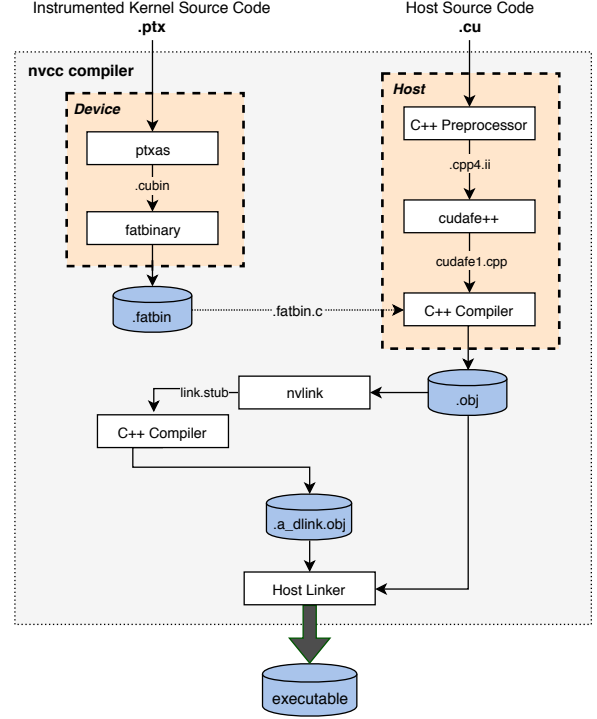 Instrumented Kernel Source Code
.ptx
Host Source Code
.cu
nvcc compiler
Device
ptxas
.cubin
fatbinary
.fatbin
.fatbin.c
Host
C++ Preprocessor
.cpp4.ii
cudafe++
cudafe1.cpp
C++ Compiler
.obj
nvlink
link.stub
C++ Compiler
.a_dlink.obj
Host Linker
executable